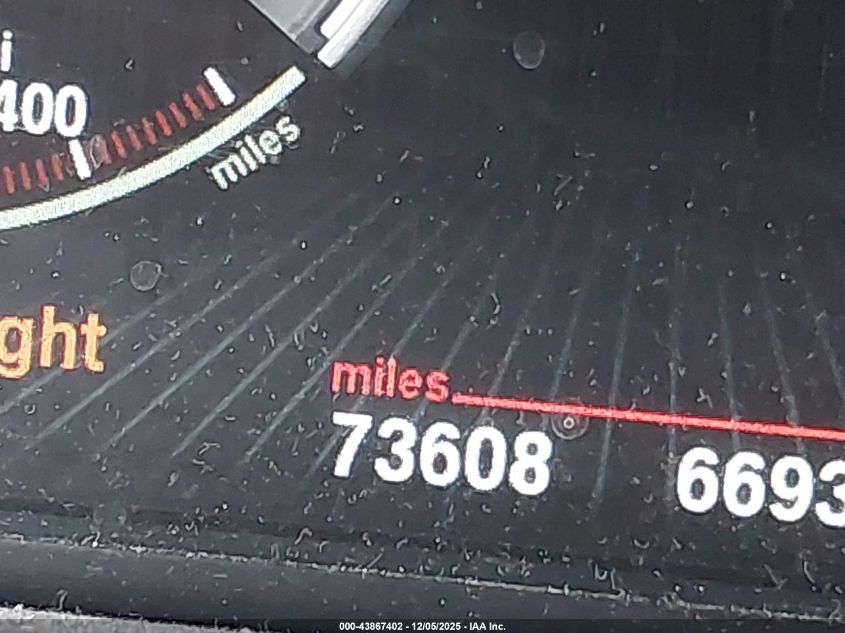 i
400
miles
ght
miles
73608 6693
000-43867402 - 12/05/2025 - IAA Inc.